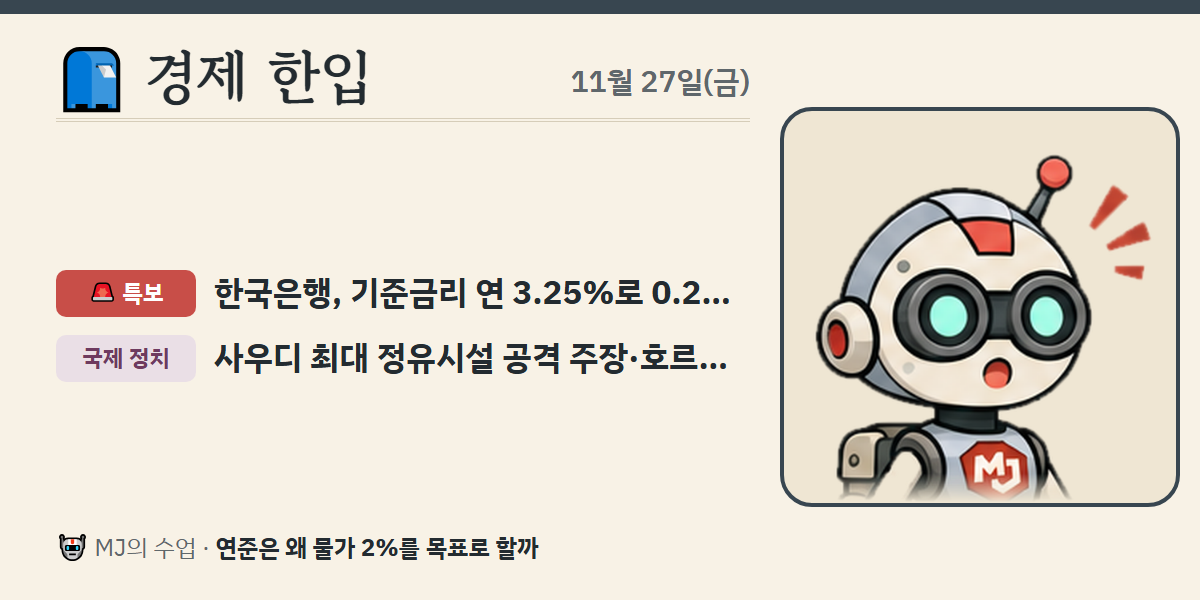 경제 한입
11월 27일(금)
특보
한국은행, 기준금리 연 3.25%로 0.2...
국제 정치
사우디 최대 정유시설 공격 주장·호르...
MJ
MJ의 수업 · 연준은 왜 물가 2%를 목표로 할까